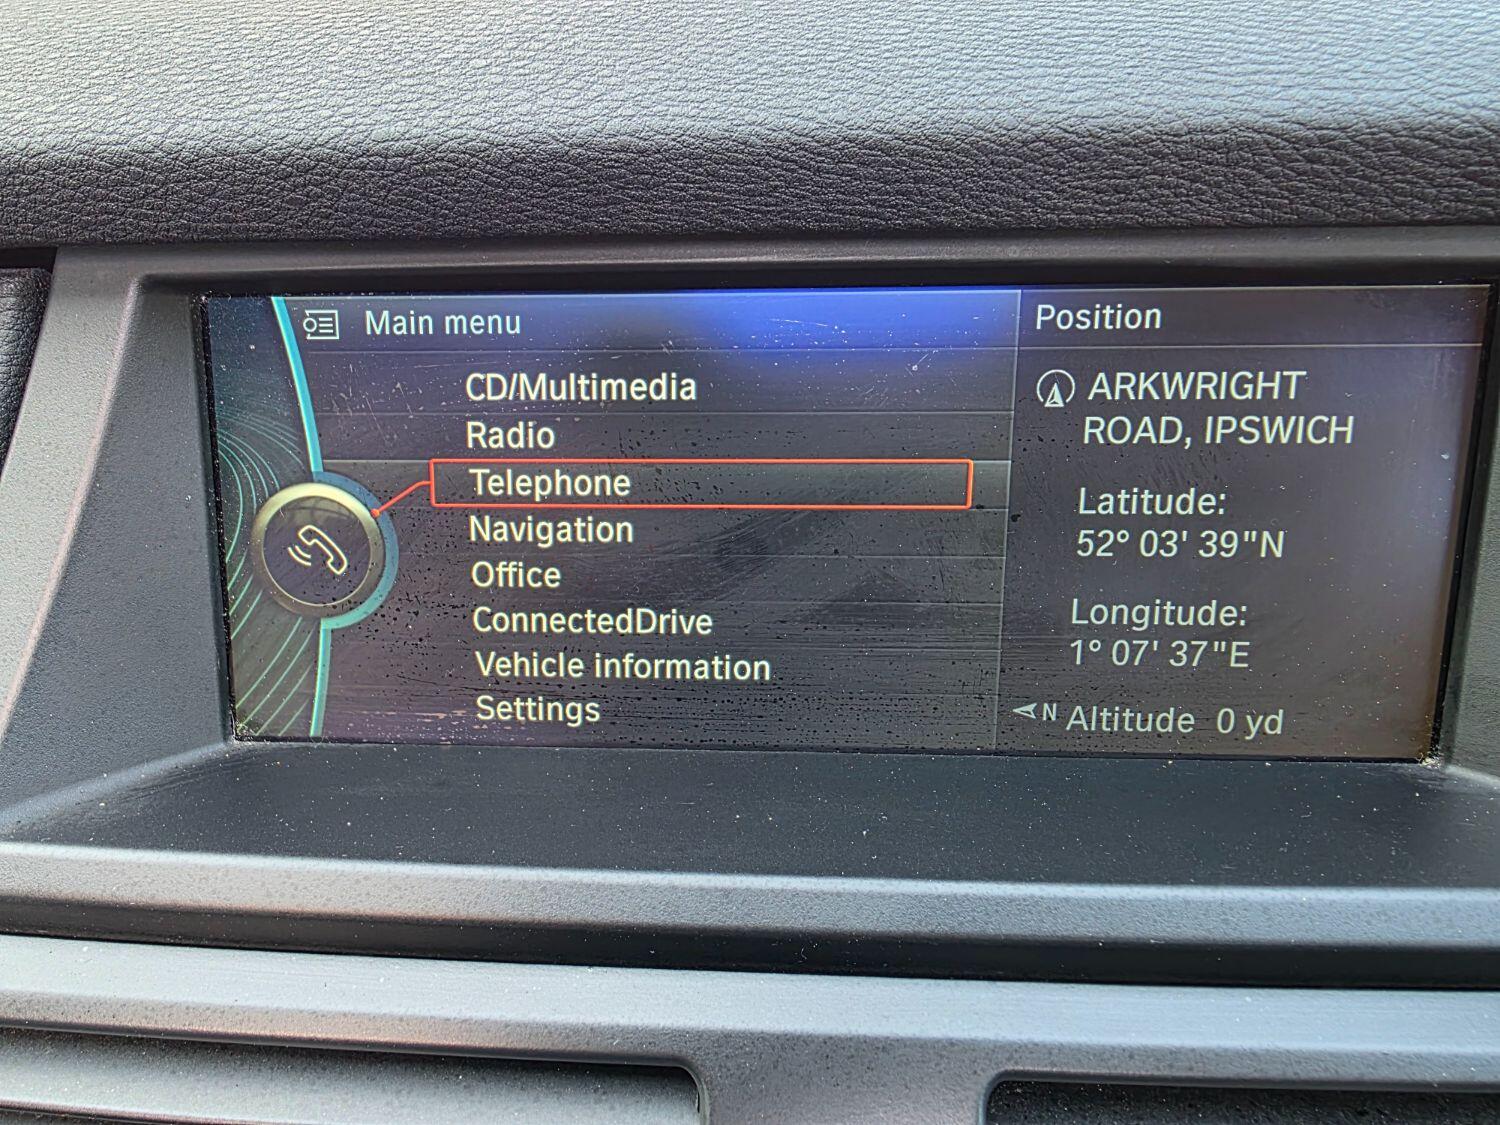 Main menu
CD/Multimedia
Radio
Telephone
Navigation
Office
ConnectedDrive
Vehicle information
Settings
Position
ARKWRIGHT
ROAD, IPSWICH
Latitude:
52° 03' 39"N
Longitude:
1° 07' 37"E
N Altitude 0 yd